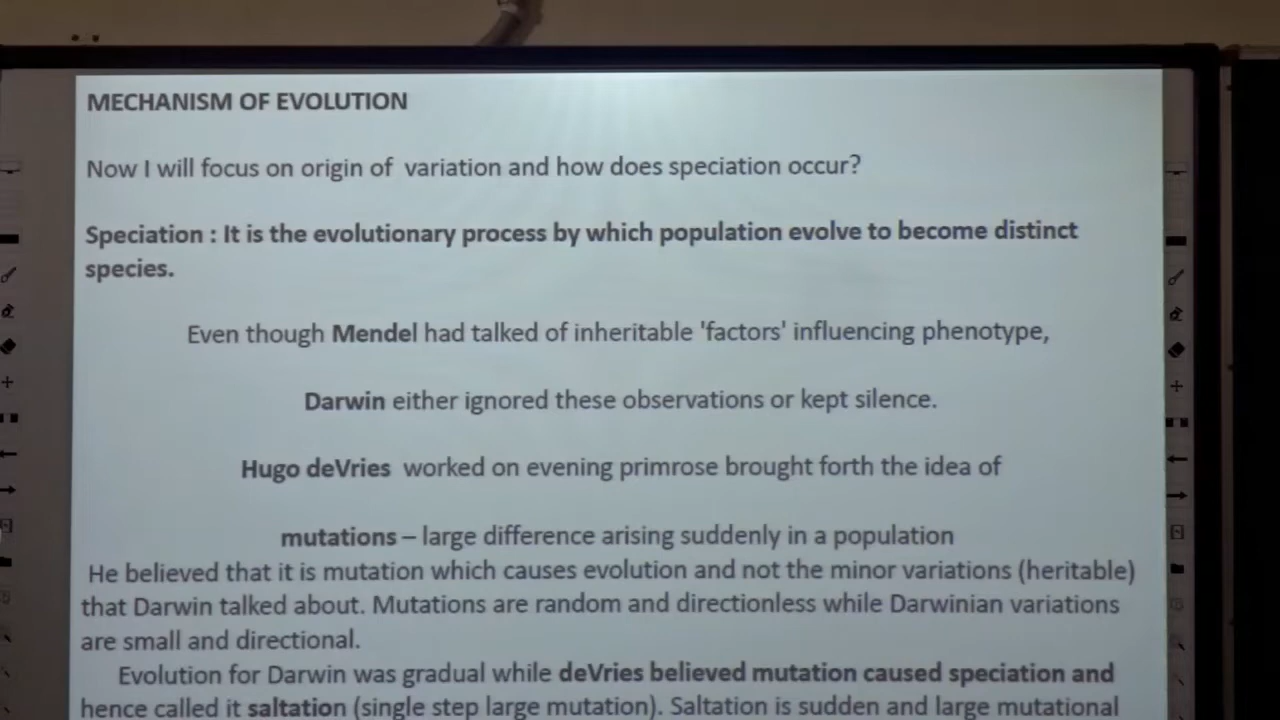 MECHANISM OF EVOLUTION
Now I will focus on origin of variation and how does speciation occur?
Speciation : It is the evolutionary process by which population evolve to become distinct
species.
Even though Mendel had talked of inheritable 'factors' influencing phenotype,
Darwin either ignored these observations or kept silence.
Hugo deVries worked on evening primrose brought forth the idea of
mutations – large difference arising suddenly in a population
He believed that it is mutation which causes evolution and not the minor variations (heritable)
that Darwin talked about. Mutations are random and directionless while Darwinian variations
are small and directional.
Evolution for Darwin was gradual while deVries believed mutation caused speciation and
hence called it saltation (single step large mutation). Saltation is sudden and large mutational